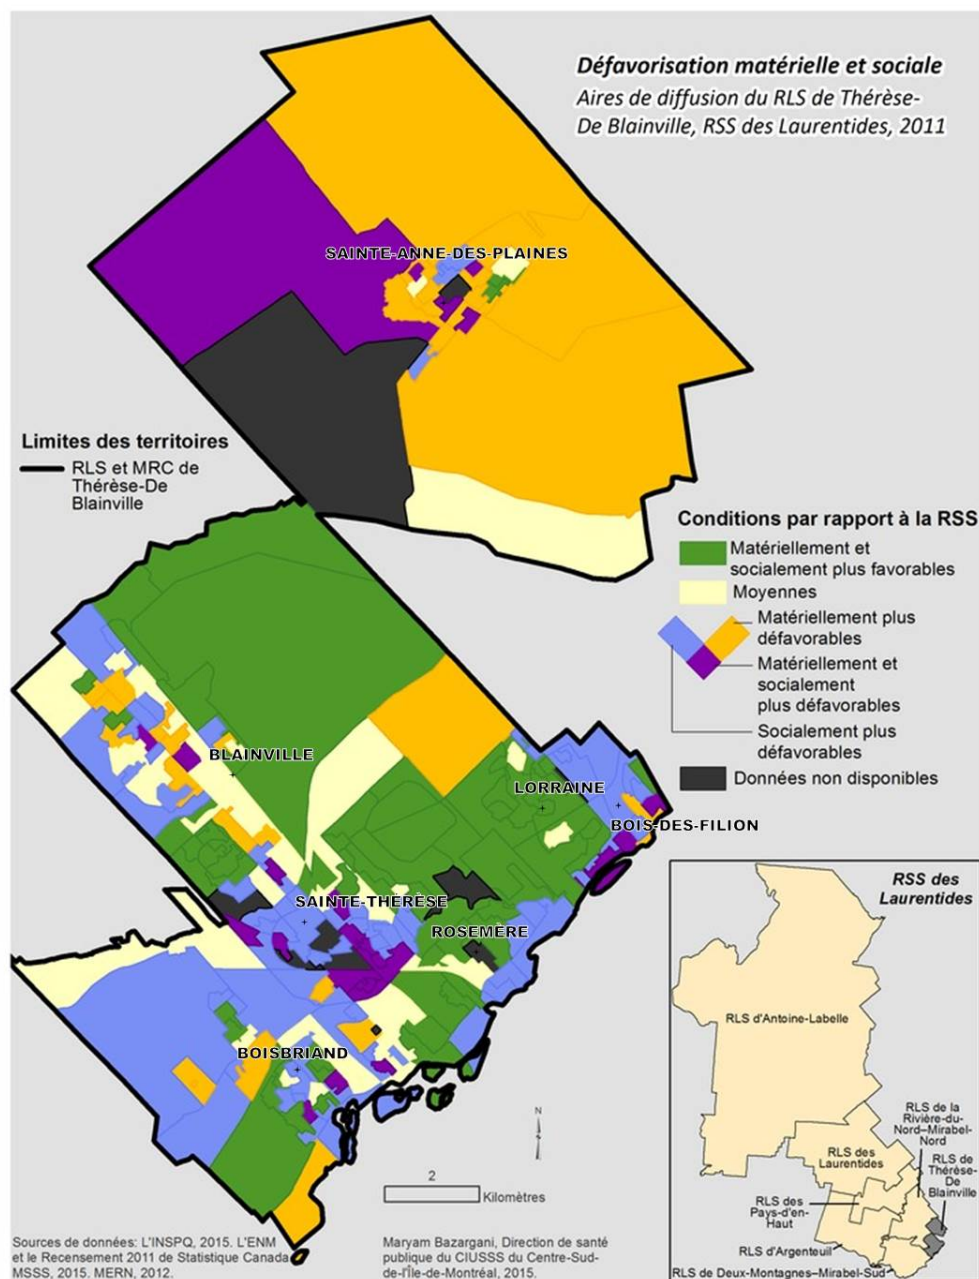 Défavorisation matérielle et sociale
Aires de diffusion du RLS de Thérèse-
De Blainville, RSS des Laurentides, 2011
SAINTE-ANNE-DES-PLAINES
Limites des territoires
RLS et MRC de
Thérèse-De
Blainville
Conditions par rapport à la RSS
Matériellement et
socialement plus favorables
Moyennes
Matériellement plus
défavorables
Matériellement et
socialement
plus défavorables
Socialement plus
défavorables
Données non disponibles
BLAINVILLE
LORRAINE
BOIS-DES-FILION
SAINTE-THÉRÈSE
ROSEMÈRE
BOISBRIAND
N
2
Kilomètres
RSS des
Laurentides
RLS d'Antoine-Labelle
RLS de la
Rivière-du-
Nord–Mirabel-
Nord
RLS des
Laurentides
RLS de
Thérèse-
De
Blainville
RLS des
Pays-d'en-
Haut
RLS d'Argenteuil
RLS de Deux-Montagnes–Mirabel-Sud
Sources de données: L'INSPQ, 2015. L'ENM
et le Recensement 2011 de Statistique Canada
MSSS, 2015. MERN, 2012.
Maryam Bazargani, Direction de santé
publique du CIUSSS du Centre-Sud-
de-l'Île-de-Montréal, 2015.